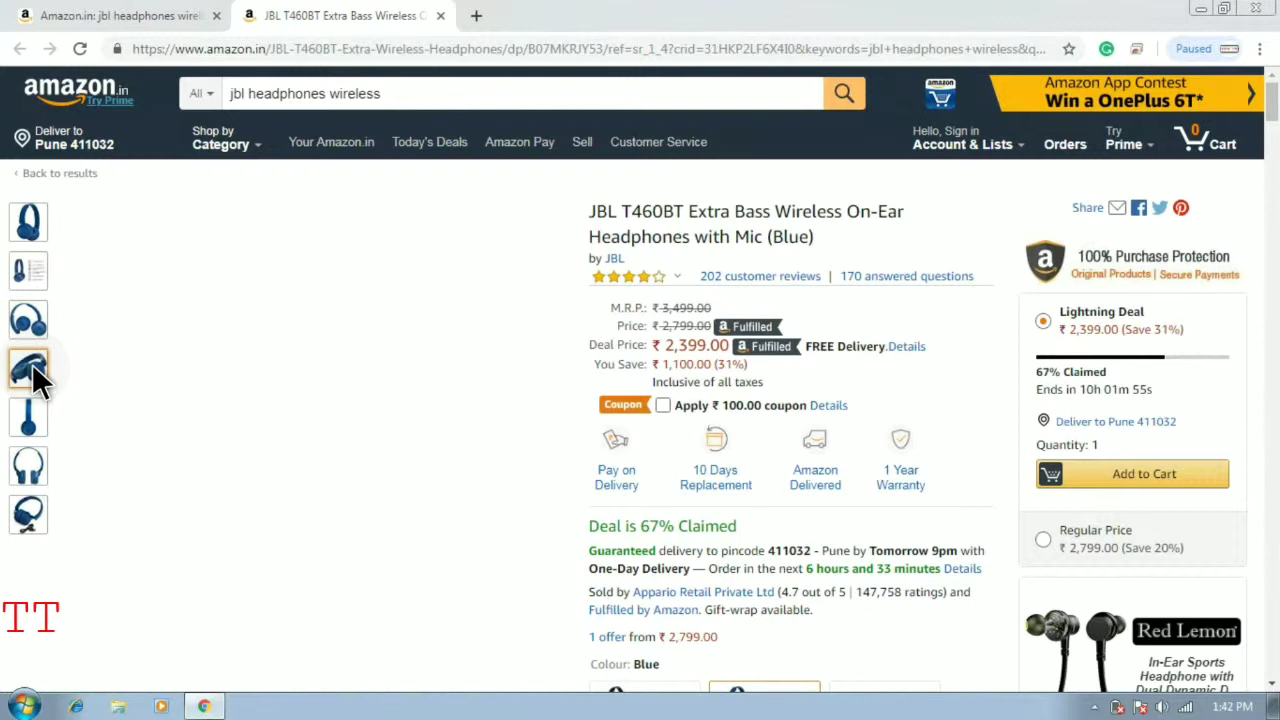 Amazon.in: jbl headphones wirel
JBL T460BT Extra Bass Wireless O
https://www.amazon.in/JBL-T460BT-Extra-Wireless-Headphones/dp/B07MKRJY53/ref=sr_1_4?crid=31HKP2LF6X4I0&keywords=jbl+headphones+wireless&q...
Paused
amazon.in
Try Prime
All
jbl headphones wireless
amazon
Amazon App Contest
Win a OnePlus 6T*
Deliver to
Pune 411032
Shop by
Category
Your Amazon.in
Today's Deals
Amazon Pay
Sell
Customer Service
Hello, Sign in
Account & Lists
Orders
Try
Prime
0
Cart
‹ Back to results
JBL T460BT Extra Bass Wireless On-Ear
Headphones with Mic (Blue)
by JBL
202 customer reviews | 170 answered questions
M.R.P.: ₹ 3,499.00
Price: ₹ 2,799.00 a Fulfilled
Deal Price: ₹ 2,399.00 a Fulfilled FREE Delivery.Details
You Save: ₹ 1,100.00 (31%)
Inclusive of all taxes
Coupon Apply ₹ 100.00 coupon Details
Pay on
Delivery
10 Days
Replacement
Amazon
Delivered
1 Year
Warranty
Deal is 67% Claimed
Guaranteed delivery to pincode 411032 - Pune by Tomorrow 9pm with
One-Day Delivery — Order in the next 6 hours and 33 minutes Details
Sold by Appario Retail Private Ltd (4.7 out of 5 | 147,758 ratings) and
Fulfilled by Amazon. Gift-wrap available.
1 offer from ₹ 2,799.00
Colour: Blue
Share
a
100% Purchase Protection
Original Products | Secure Payments
Lightning Deal
₹ 2,399.00 (Save 31%)
67% Claimed
Ends in 10h 01m 55s
Deliver to Pune 411032
Quantity: 1
Add to Cart
Regular Price
₹ 2,799.00 (Save 20%)
Red Lemon
In-Ear Sports
Headphone with
Dual Dynamic D
TT
1:42 PM